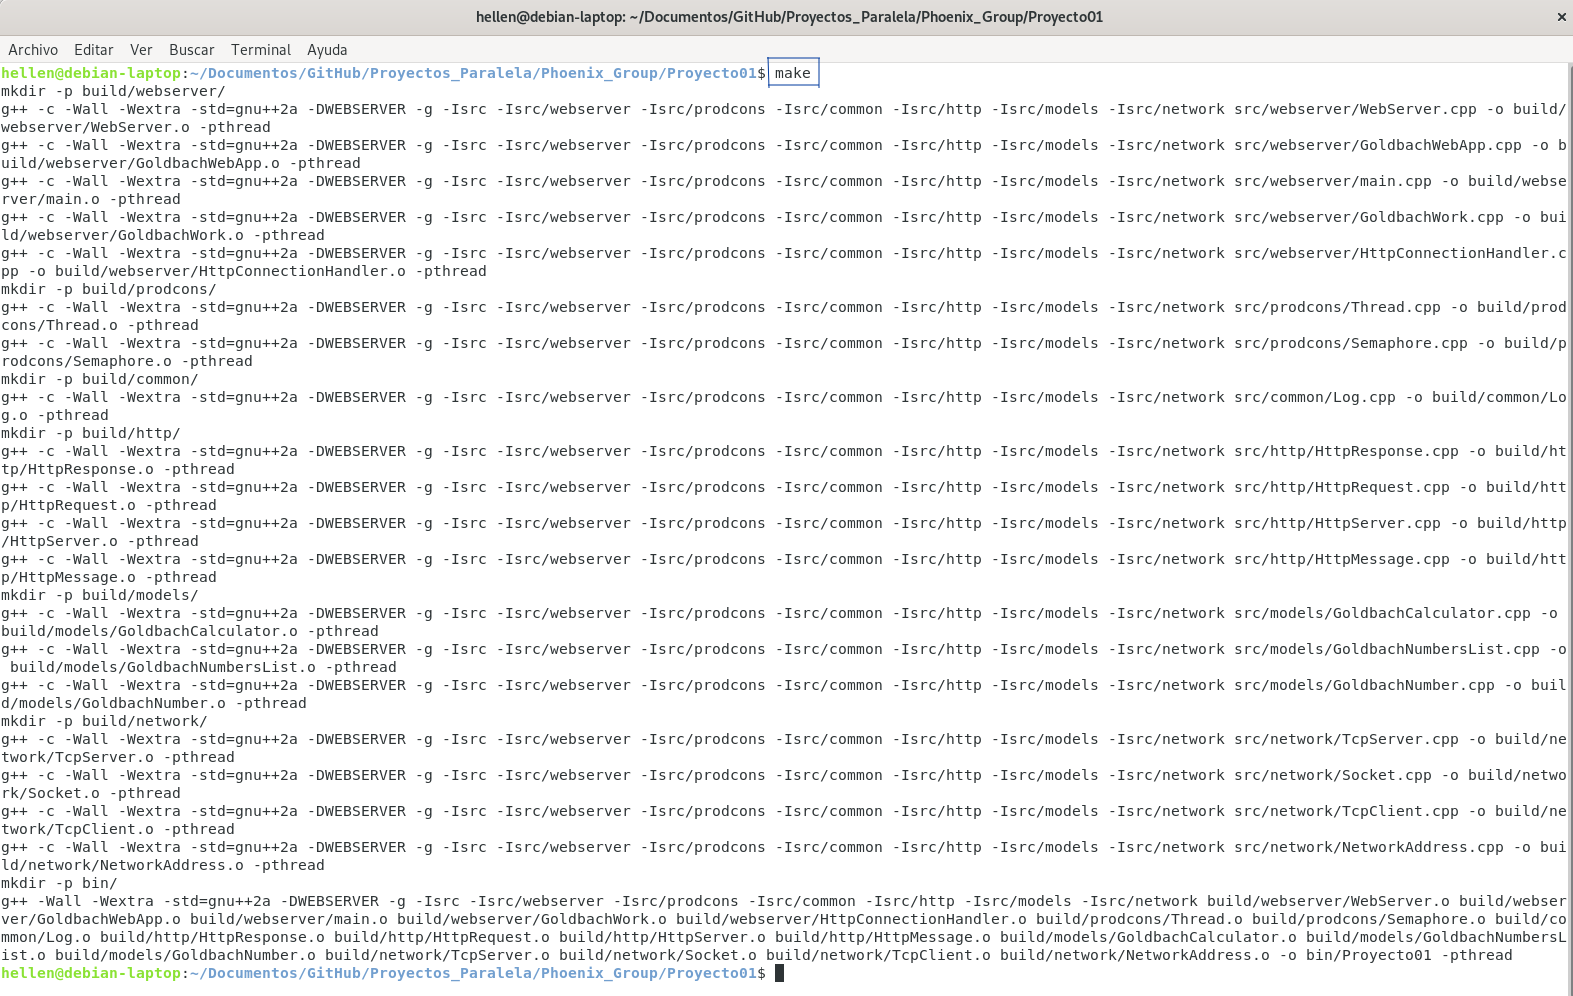 hellen@debian-laptop: ~/Documentos/GitHub/Proyectos_Paralela/Phoenix_Group/Proyecto01 ×
Archivo Editar Ver Buscar Terminal Ayuda
hellen@debian-laptop:~/Documentos/GitHub/Proyectos_Paralela/Phoenix_Group/Proyecto01$ make
mkdir -p build/webserver/
g++ -c -Wall -Wextra -std=gnu++2a -DWEBSERVER -g -Isrc -Isrc/webserver -Isrc/prodcons -Isrc/common -Isrc/http -Isrc/models -Isrc/network src/webserver/WebServer.cpp -o build/
webserver/WebServer.o -pthread
g++ -c -Wall -Wextra -std=gnu++2a -DWEBSERVER -g -Isrc -Isrc/webserver -Isrc/prodcons -Isrc/common -Isrc/http -Isrc/models -Isrc/network src/webserver/GoldbachWebApp.cpp -o b
uild/webserver/GoldbachWebApp.o -pthread
g++ -c -Wall -Wextra -std=gnu++2a -DWEBSERVER -g -Isrc -Isrc/webserver -Isrc/prodcons -Isrc/common -Isrc/http -Isrc/models -Isrc/network src/webserver/main.cpp -o build/webse
rver/main.o -pthread
g++ -c -Wall -Wextra -std=gnu++2a -DWEBSERVER -g -Isrc -Isrc/webserver -Isrc/prodcons -Isrc/common -Isrc/http -Isrc/models -Isrc/network src/webserver/GoldbachWork.cpp -o bui
ld/webserver/GoldbachWork.o -pthread
g++ -c -Wall -Wextra -std=gnu++2a -DWEBSERVER -g -Isrc -Isrc/webserver -Isrc/prodcons -Isrc/common -Isrc/http -Isrc/models -Isrc/network src/webserver/HttpConnectionHandler.c
pp -o build/webserver/HttpConnectionHandler.o -pthread
mkdir -p build/prodcons/
g++ -c -Wall -Wextra -std=gnu++2a -DWEBSERVER -g -Isrc -Isrc/webserver -Isrc/prodcons -Isrc/common -Isrc/http -Isrc/models -Isrc/network src/prodcons/Thread.cpp -o build/prod
cons/Thread.o -pthread
g++ -c -Wall -Wextra -std=gnu++2a -DWEBSERVER -g -Isrc -Isrc/webserver -Isrc/prodcons -Isrc/common -Isrc/http -Isrc/models -Isrc/network src/prodcons/Semaphore.cpp -o build/p
rodcons/Semaphore.o -pthread
mkdir -p build/common/
g++ -c -Wall -Wextra -std=gnu++2a -DWEBSERVER -g -Isrc -Isrc/webserver -Isrc/prodcons -Isrc/common -Isrc/http -Isrc/models -Isrc/network src/common/Log.cpp -o build/common/Lo
g.o -pthread
mkdir -p build/http/
g++ -c -Wall -Wextra -std=gnu++2a -DWEBSERVER -g -Isrc -Isrc/webserver -Isrc/prodcons -Isrc/common -Isrc/http -Isrc/models -Isrc/network src/http/HttpResponse.cpp -o build/ht
tp/HttpResponse.o -pthread
g++ -c -Wall -Wextra -std=gnu++2a -DWEBSERVER -g -Isrc -Isrc/webserver -Isrc/prodcons -Isrc/common -Isrc/http -Isrc/models -Isrc/network src/http/HttpRequest.cpp -o build/htt
p/HttpRequest.o -pthread
g++ -c -Wall -Wextra -std=gnu++2a -DWEBSERVER -g -Isrc -Isrc/webserver -Isrc/prodcons -Isrc/common -Isrc/http -Isrc/models -Isrc/network src/http/HttpServer.cpp -o build/http
/HttpServer.o -pthread
g++ -c -Wall -Wextra -std=gnu++2a -DWEBSERVER -g -Isrc -Isrc/webserver -Isrc/prodcons -Isrc/common -Isrc/http -Isrc/models -Isrc/network src/http/HttpMessage.cpp -o build/htt
p/HttpMessage.o -pthread
mkdir -p build/models/
g++ -c -Wall -Wextra -std=gnu++2a -DWEBSERVER -g -Isrc -Isrc/webserver -Isrc/prodcons -Isrc/common -Isrc/http -Isrc/models -Isrc/network src/models/GoldbachCalculator.cpp -o
build/models/GoldbachCalculator.o -pthread
g++ -c -Wall -Wextra -std=gnu++2a -DWEBSERVER -g -Isrc -Isrc/webserver -Isrc/prodcons -Isrc/common -Isrc/http -Isrc/models -Isrc/network src/models/GoldbachNumbersList.cpp -o
build/models/GoldbachNumbersList.o -pthread
g++ -c -Wall -Wextra -std=gnu++2a -DWEBSERVER -g -Isrc -Isrc/webserver -Isrc/prodcons -Isrc/common -Isrc/http -Isrc/models -Isrc/network src/models/GoldbachNumber.cpp -o buil
d/models/GoldbachNumber.o -pthread
mkdir -p build/network/
g++ -c -Wall -Wextra -std=gnu++2a -DWEBSERVER -g -Isrc -Isrc/webserver -Isrc/prodcons -Isrc/common -Isrc/http -Isrc/models -Isrc/network src/network/TcpServer.cpp -o build/ne
twork/TcpServer.o -pthread
g++ -c -Wall -Wextra -std=gnu++2a -DWEBSERVER -g -Isrc -Isrc/webserver -Isrc/prodcons -Isrc/common -Isrc/http -Isrc/models -Isrc/network src/network/Socket.cpp -o build/netwo
rk/Socket.o -pthread
g++ -c -Wall -Wextra -std=gnu++2a -DWEBSERVER -g -Isrc -Isrc/webserver -Isrc/prodcons -Isrc/common -Isrc/http -Isrc/models -Isrc/network src/network/TcpClient.cpp -o build/ne
twork/TcpClient.o -pthread
g++ -c -Wall -Wextra -std=gnu++2a -DWEBSERVER -g -Isrc -Isrc/webserver -Isrc/prodcons -Isrc/common -Isrc/http -Isrc/models -Isrc/network src/network/NetworkAddress.cpp -o bui
ld/network/NetworkAddress.o -pthread
mkdir -p bin/
g++ -Wall -Wextra -std=gnu++2a -DWEBSERVER -g -Isrc -Isrc/webserver -Isrc/prodcons -Isrc/common -Isrc/http -Isrc/models -Isrc/network build/webserver/WebServer.o build/webser
ver/GoldbachWebApp.o build/webserver/main.o build/webserver/GoldbachWork.o build/webserver/HttpConnectionHandler.o build/prodcons/Thread.o build/prodcons/Semaphore.o build/co
mmon/Log.o build/http/HttpResponse.o build/http/HttpRequest.o build/http/HttpServer.o build/http/HttpMessage.o build/models/GoldbachCalculator.o build/models/GoldbachNumbersL
ist.o build/models/GoldbachNumber.o build/network/TcpServer.o build/network/Socket.o build/network/TcpClient.o build/network/NetworkAddress.o -o bin/Proyecto01 -pthread
hellen@debian-laptop:~/Documentos/GitHub/Proyectos_Paralela/Phoenix_Group/Proyecto01$